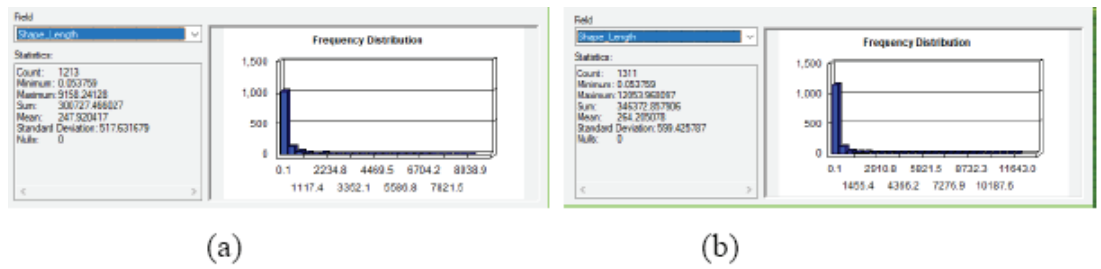 Field
Shape_Length
Statistics:
Count: 1213
Minimum: 0.053759
Maximum: 9158.24128
Sum: 300727.466027
Mean: 247.920417
Standard Deviation: 517.631679
Nulls: 0
Frequency Distribution
1,500
1,000
500
0
0.1 2234.8 4469.5 6704.2 8938.9
1117.4 3352.1 5586.8 7821.5
(a)
Field
Shape_Length
Statistics:
Count: 1311
Minimum: 0.053759
Maximum:
Sum: 346372.857906
Mean: 264.205078
Standard Deviation: 599.425787
Nulls: 0
Frequency Distribution
1,500
1,000
500
0
0.1 2910.8 5821.5 8732.3 11643.0
1455.4 4366.2 7276.9 10187.6
(b)